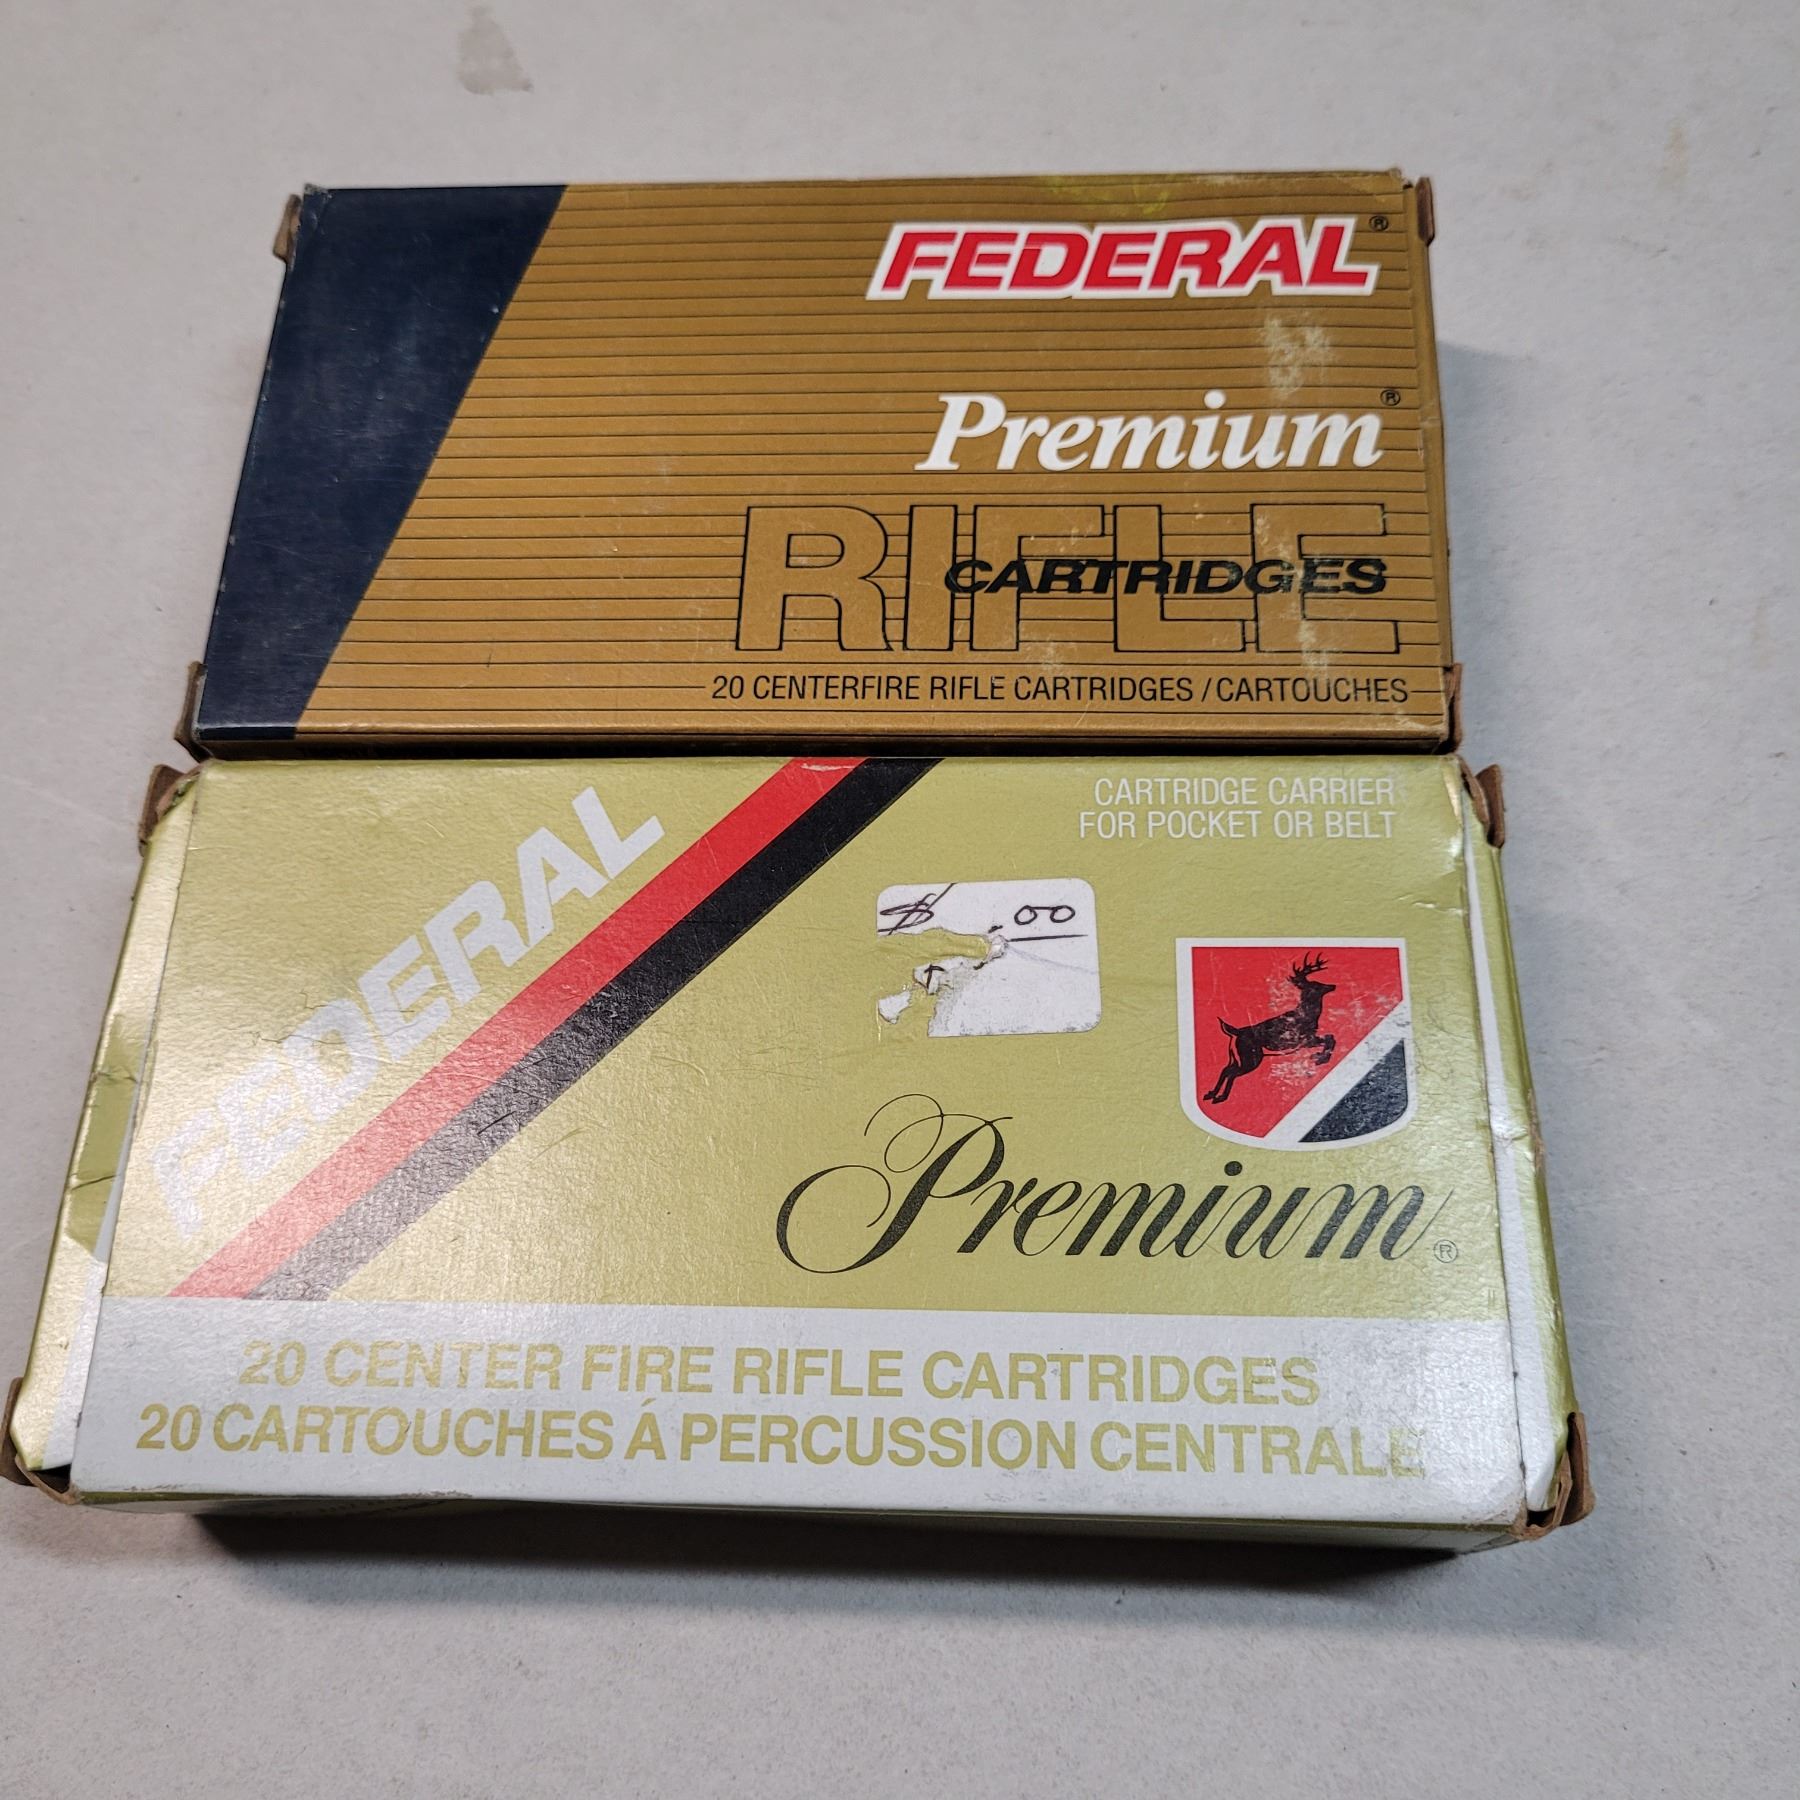 FEDERAL®
Premium®
RIFLE
CARTRIDGES
20 CENTERFIRE RIFLE CARTRIDGES / CARTOUCHES
FEDERAL
CARTRIDGE CARRIER
FOR POCKET OR BELT
$ .00
Premium®
20 CENTER FIRE RIFLE CARTRIDGES
20 CARTOUCHES Á PERCUSSION CENTRALE